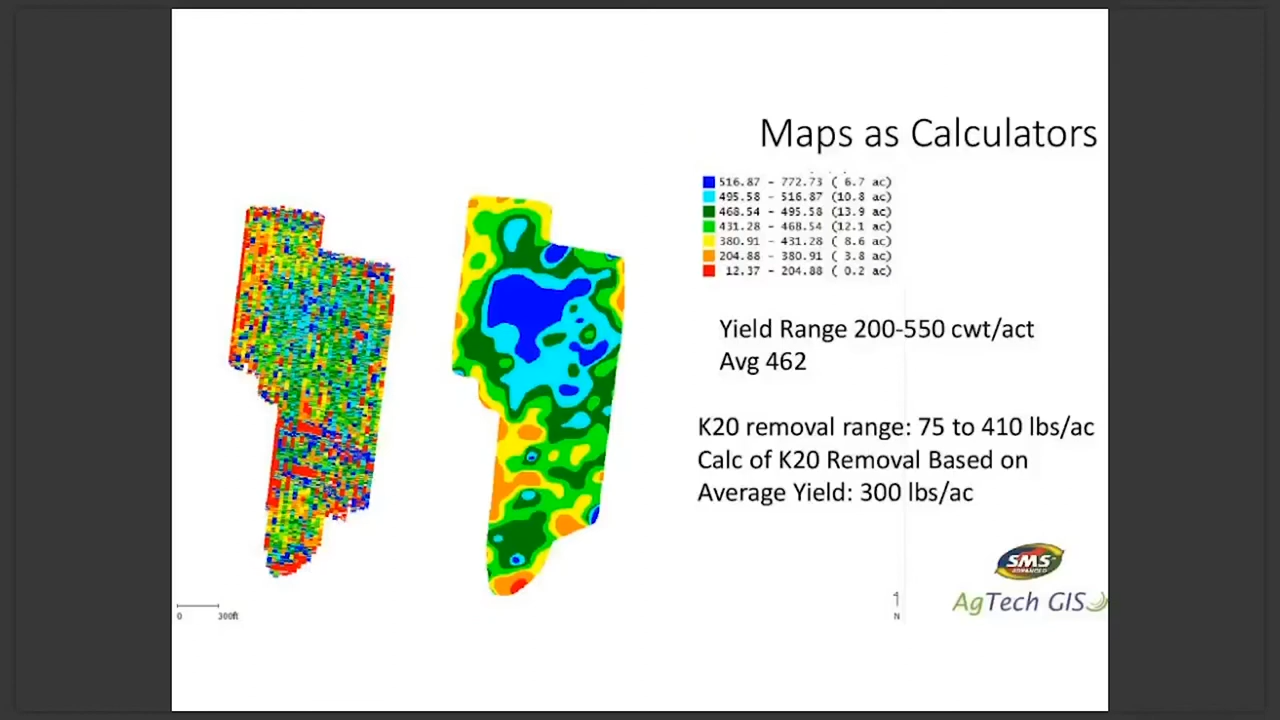 Maps as Calculators
516.87 - 772.73 ( 6.7 ac)
495.58 - 516.87 (10.8 ac)
468.54 - 495.58 (13.9 ac)
431.28 - 468.54 (12.1 ac)
380.91 - 431.28 ( 8.6 ac)
204.88 - 380.91 ( 3.8 ac)
12.37 - 204.88 ( 0.2 ac)
Yield Range 200-550 cwt/act
Avg 462
K20 removal range: 75 to 410 lbs/ac
Calc of K20 Removal Based on
Average Yield: 300 lbs/ac
SMS
ADVANCED
AgTech GIS
0 300ft
N